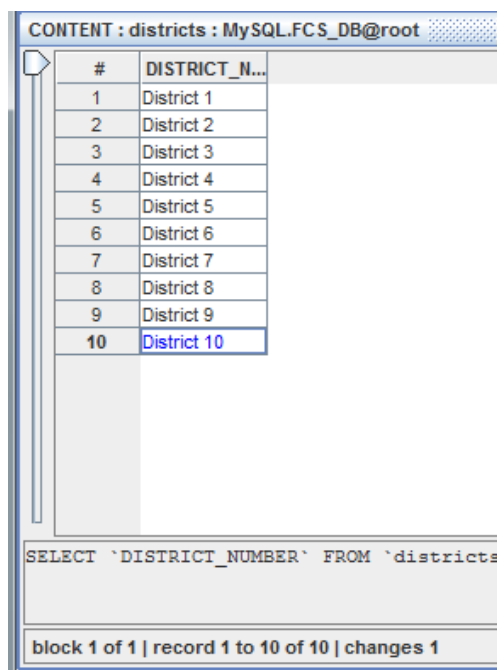 CONTENT : districts : MySQL.FCS_DB@root
# DISTRICT_N...
1 District 1
2 District 2
3 District 3
4 District 4
5 District 5
6 District 6
7 District 7
8 District 8
9 District 9
10 District 10
SELECT `DISTRICT_NUMBER` FROM `districts
block 1 of 1 | record 1 to 10 of 10 | changes 1